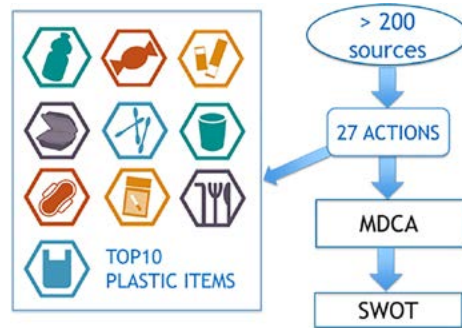 > 200
sources
27 ACTIONS
MDCA
SWOT
TOP10
PLASTIC ITEMS